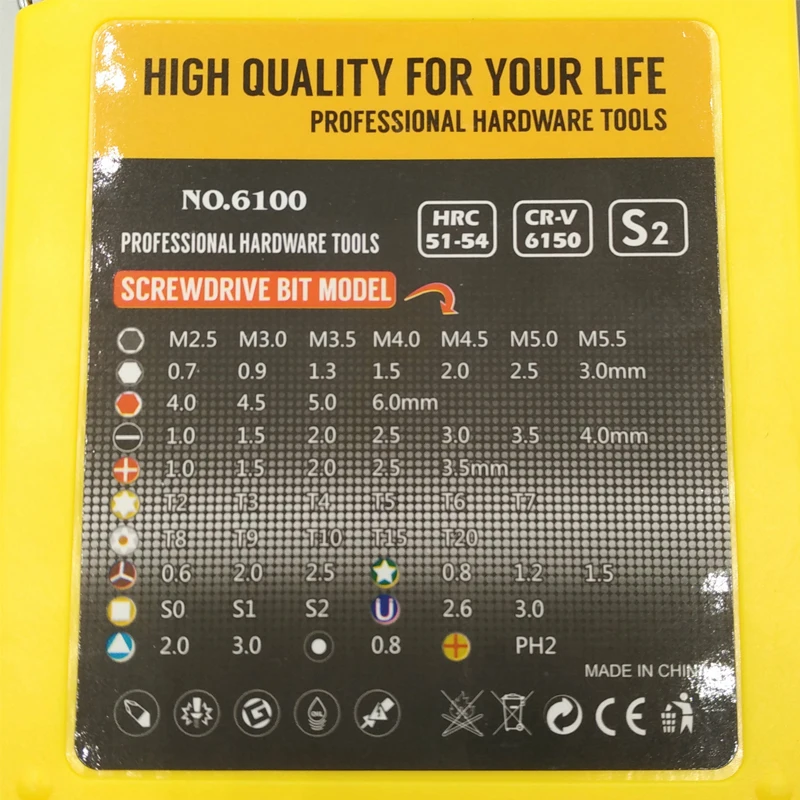 HIGH QUALITY FOR YOUR LIFE
PROFESSIONAL HARDWARE TOOLS
NO.6100
PROFESSIONAL HARDWARE TOOLS
HRC 51-54
CR-V 6150
S2
SCREWDRIVE BIT MODEL
M2.5 M3.0 M3.5 M4.0 M4.5 M5.0 M5.5
0.7 0.9 1.3 1.5 2.0 2.5 3.0mm
4.0 4.5 5.0 6.0mm
1.0 1.5 2.0 2.5 3.0 3.5 4.0mm
1.0 1.5 2.0 2.5 3.5mm
T2 T3 T4 T5 T6 T7
T8 T9 T10 T15 T20
0.6 2.0 2.5 0.8 1.2 1.5
S0 S1 S2 U 2.6 3.0
2.0 3.0 0.8 PH2
MADE IN CHINA
OIL
CE